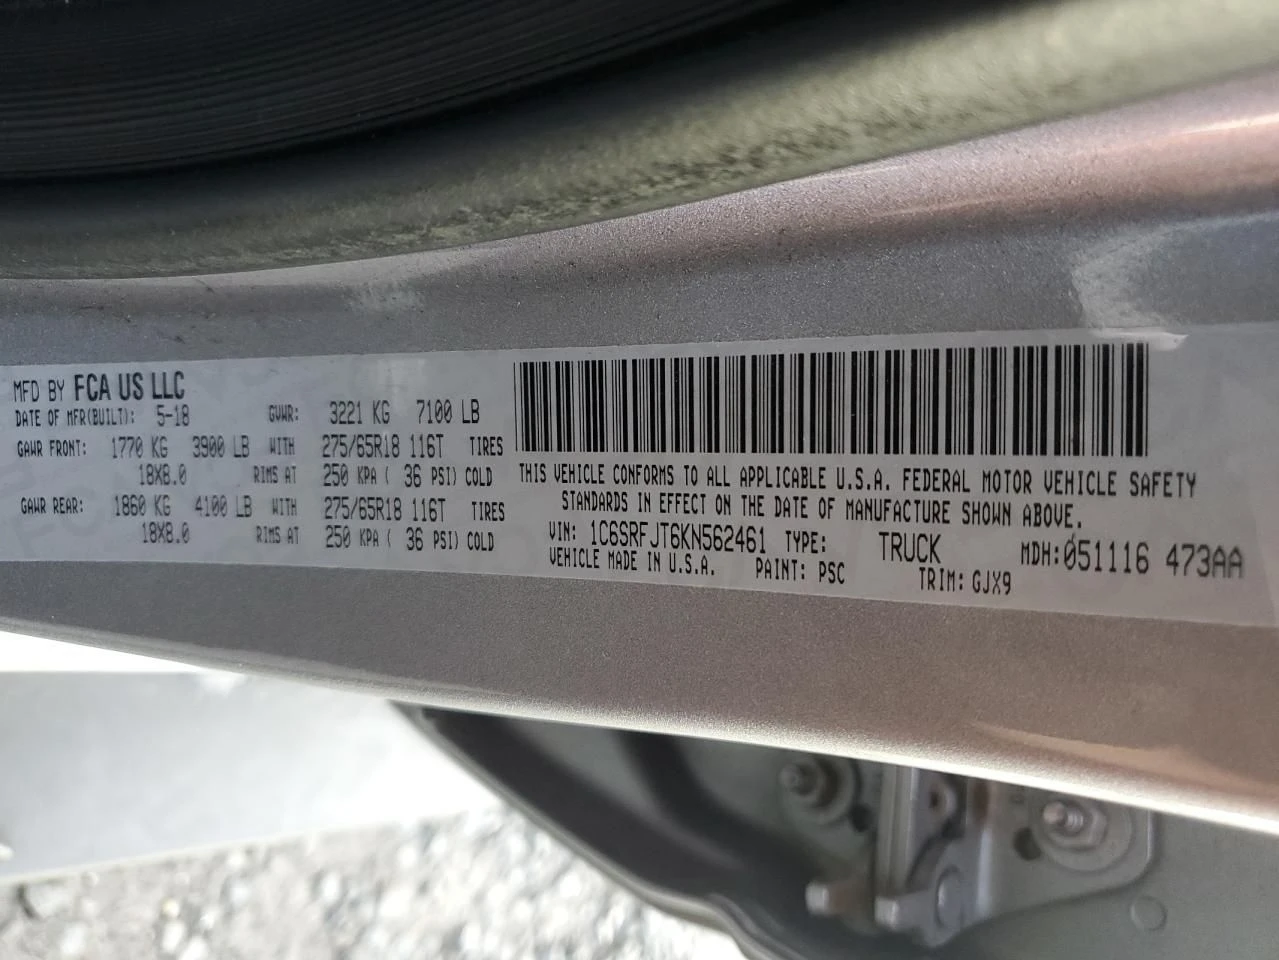 MFD BY FCA US LLC
DATE OF MFR(BUILT): 5-18 GVWR: 3221 KG 7100 LB
GAWR FRONT: 1770 KG 3900 LB WITH 275/65R18 116T TIRES
18X8.0 RIMS AT 250 KPA ( 36 PSI) COLD
GAWR REAR: 1860 KG 4100 LB WITH 275/65R18 116T TIRES
18X8.0 RIMS AT 250 KPA ( 36 PSI) COLD
THIS VEHICLE CONFORMS TO ALL APPLICABLE U.S.A. FEDERAL MOTOR VEHICLE SAFETY
STANDARDS IN EFFECT ON THE DATE OF MANUFACTURE SHOWN ABOVE.
VIN: 1C6SRFJT6KN562461 TYPE: TRUCK MDH:051116 473AA
VEHICLE MADE IN U.S.A. PAINT: PSC TRIM: GJX9